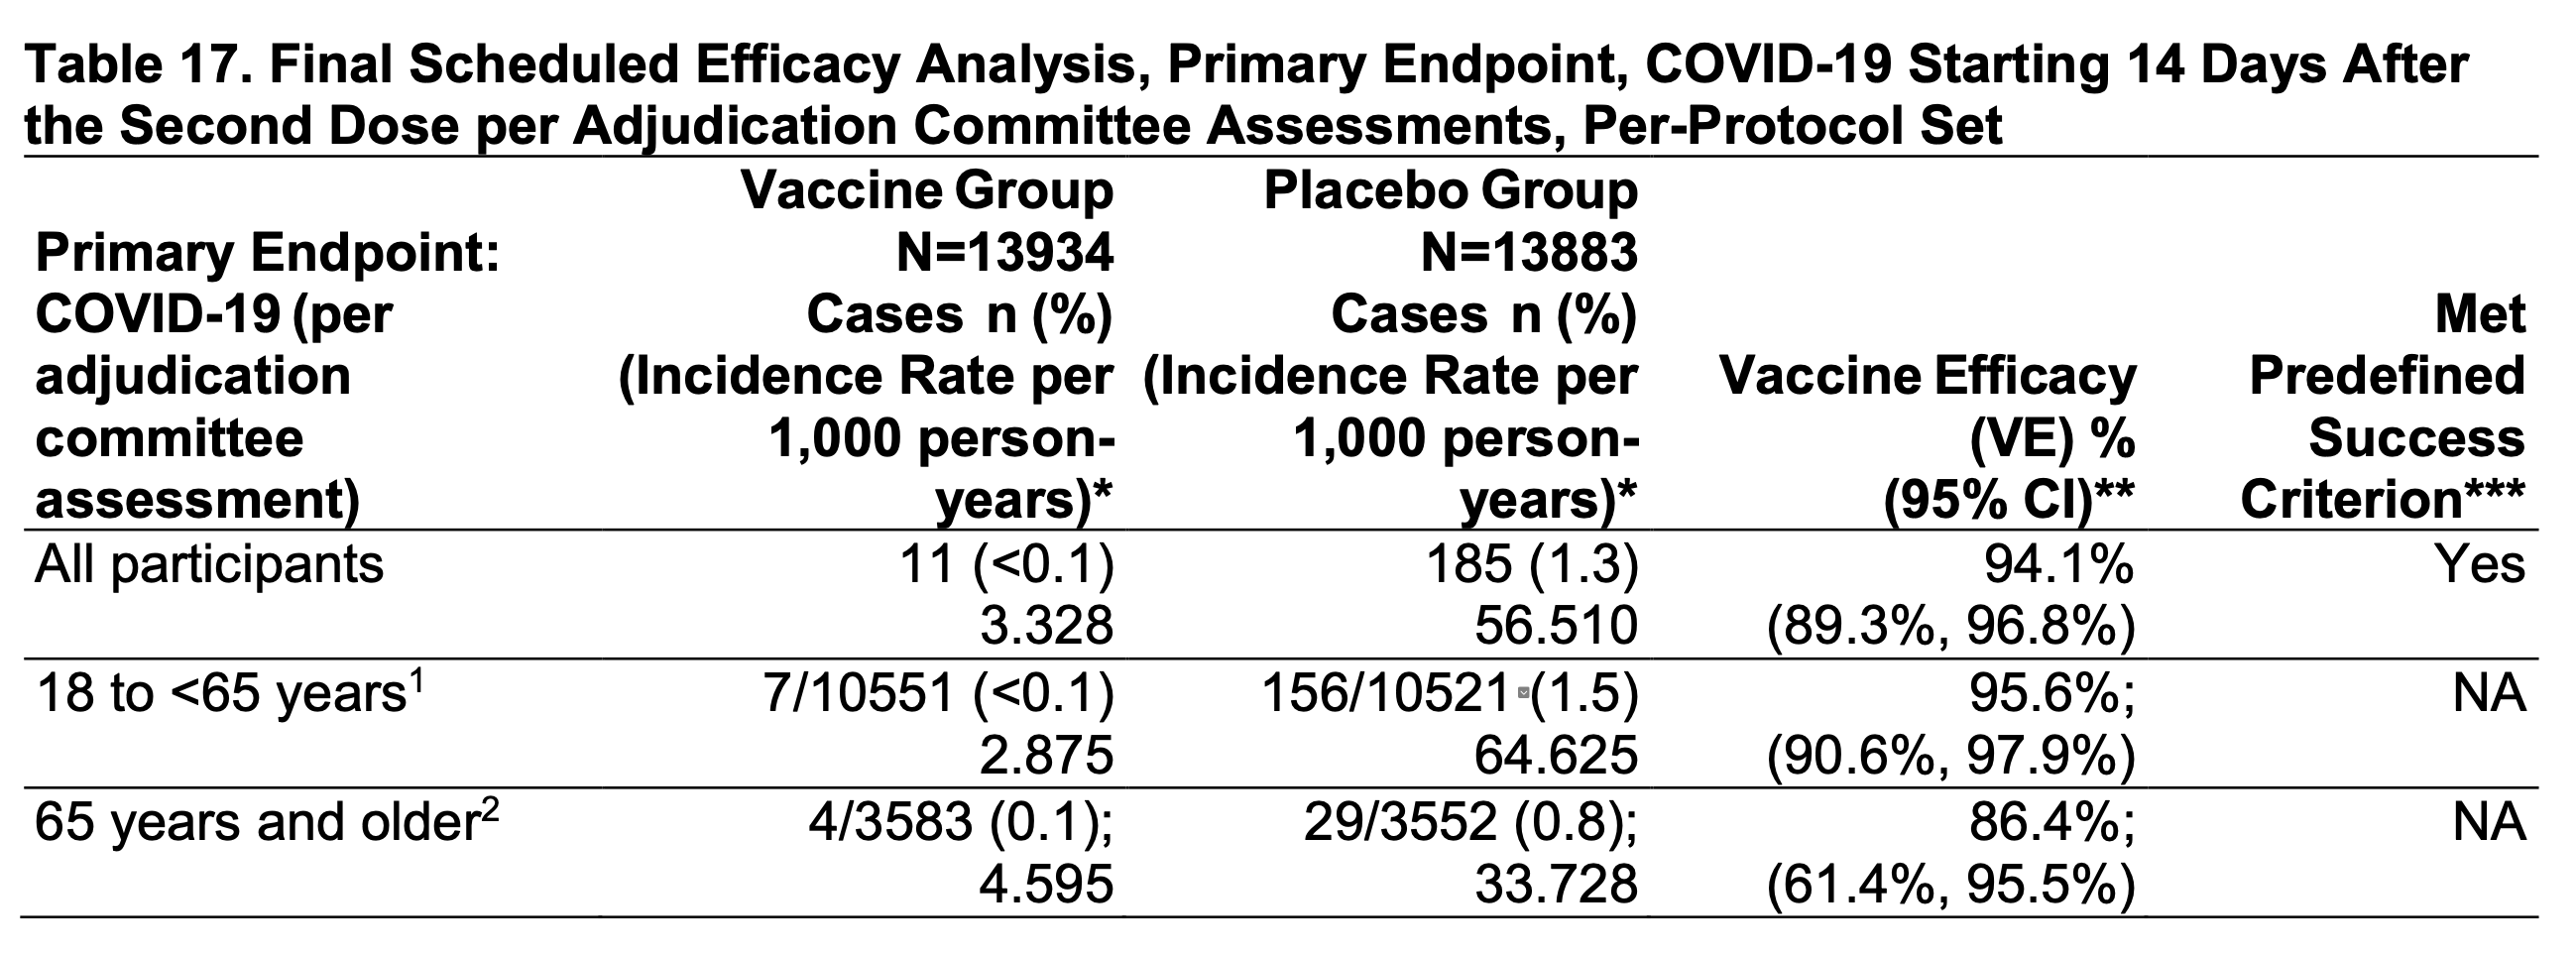 Table 17. Final Scheduled Efficacy Analysis, Primary Endpoint, COVID-19 Starting 14 Days After
the Second Dose per Adjudication Committee Assessments, Per-Protocol Set
Primary Endpoint:
COVID-19 (per
adjudication
committee
assessment)
Vaccine Group
N=13934
Cases n (%)
(Incidence Rate per
1,000 person-
years)*
Placebo Group
N=13883
Cases n (%)
(Incidence Rate per
1,000 person-
years)*
Vaccine Efficacy
(VE) %
(95% CI)**
Met
Predefined
Success
Criterion***
All participants 11 (<0.1) 185 (1.3) 94.1% Yes
3.328 56.510 (89.3%, 96.8%)
18 to <65 years¹ 7/10551 (<0.1) 156/10521 (1.5) 95.6%; NA
2.875 64.625 (90.6%, 97.9%)
65 years and older² 4/3583 (0.1); 29/3552 (0.8); 86.4%; NA
4.595 33.728 (61.4%, 95.5%)